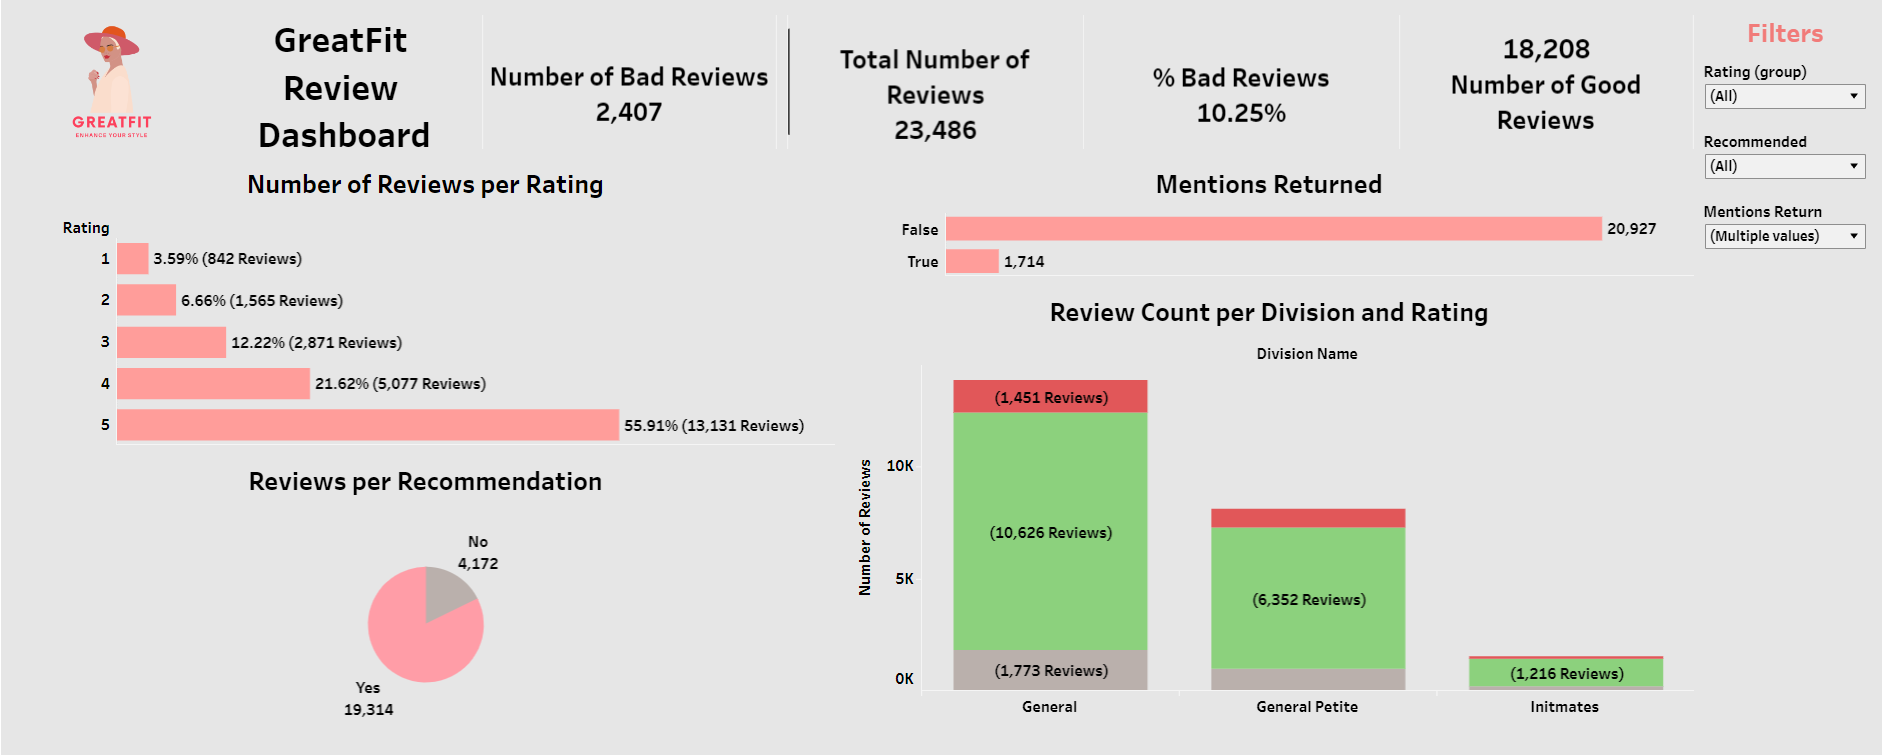 GREATFIT
ENHANCE YOUR STYLE
GreatFit
Review
Dashboard
Number of Bad Reviews
2,407
Total Number of
Reviews
23,486
% Bad Reviews
10.25%
18,208
Number of Good
Reviews
Filters
Rating (group)
(All)
Recommended
(All)
Mentions Return
(Multiple values)
Number of Reviews per Rating
Rating
1 3.59% (842 Reviews)
2 6.66% (1,565 Reviews)
3 12.22% (2,871 Reviews)
4 21.62% (5,077 Reviews)
5 55.91% (13,131 Reviews)
Mentions Returned
False 20,927
True 1,714
Reviews per Recommendation
No
4,172
Yes
19,314
Review Count per Division and Rating
Division Name
Number of Reviews
10K
5K
0K
(1,451 Reviews)
(10,626 Reviews)
(1,773 Reviews)
(6,352 Reviews)
(1,216 Reviews)
General
General Petite
Initmates